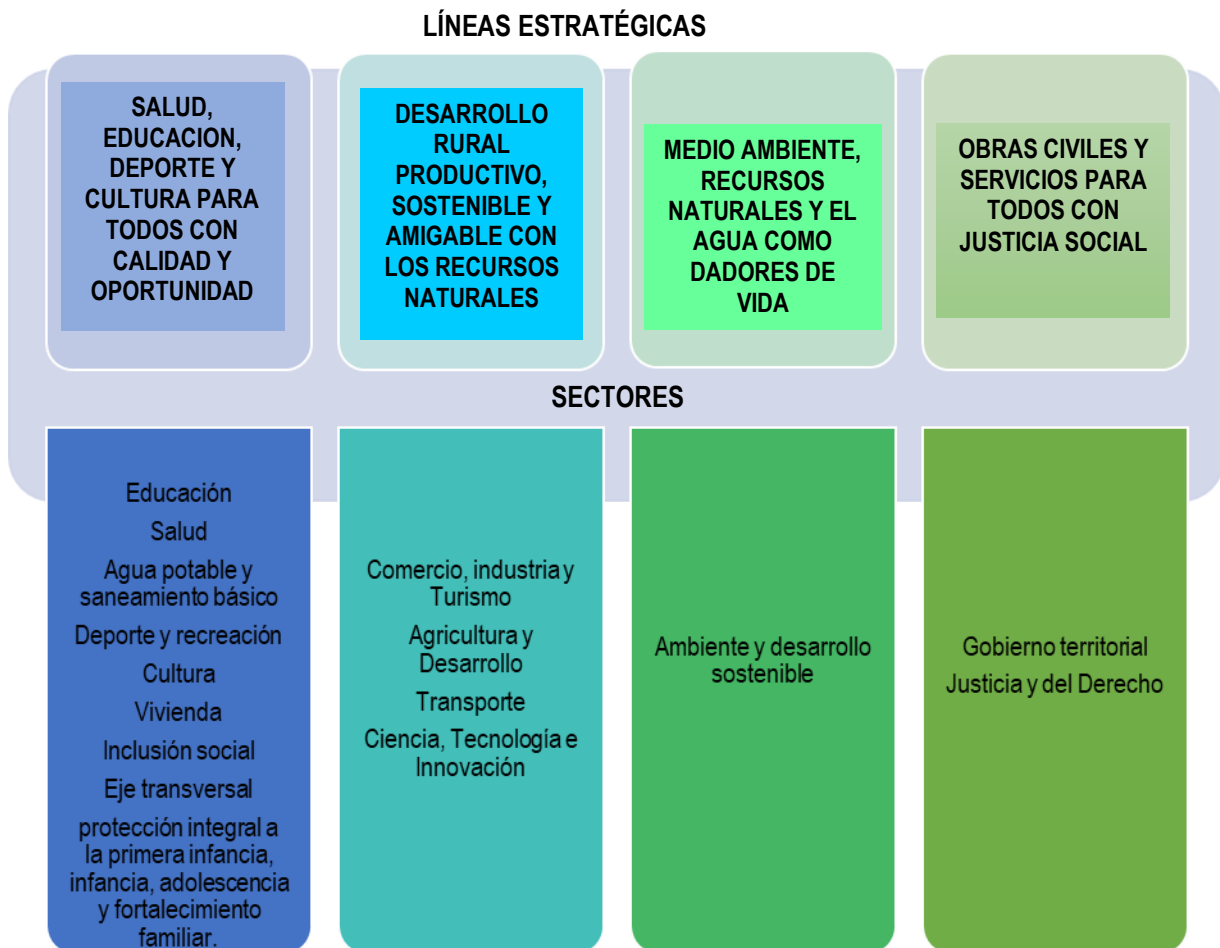 LÍNEAS ESTRATÉGICAS
SALUD,
EDUCACION,
DEPORTE Y
CULTURA PARA
TODOS CON
CALIDAD Y
OPORTUNIDAD
DESARROLLO
RURAL
PRODUCTIVO,
SOSTENIBLE Y
AMIGABLE CON
LOS RECURSOS
NATURALES
MEDIO AMBIENTE,
RECURSOS
NATURALES Y EL
AGUA COMO
DADORES DE
VIDA
OBRAS CIVILES Y
SERVICIOS PARA
TODOS CON
JUSTICIA SOCIAL
SECTORES
Educación
Salud
Agua potable y
saneamiento básico
Deporte y recreación
Cultura
Vivienda
Inclusión social
Eje transversal
protección integral a
la primera infancia,
infancia, adolescencia
y fortalecimiento
familiar.
Comercio, industria y
Turismo
Agricultura y
Desarrollo
Transporte
Ciencia, Tecnología e
Innovación
Ambiente y desarrollo
sostenible
Gobierno territorial
Justicia y del Derecho